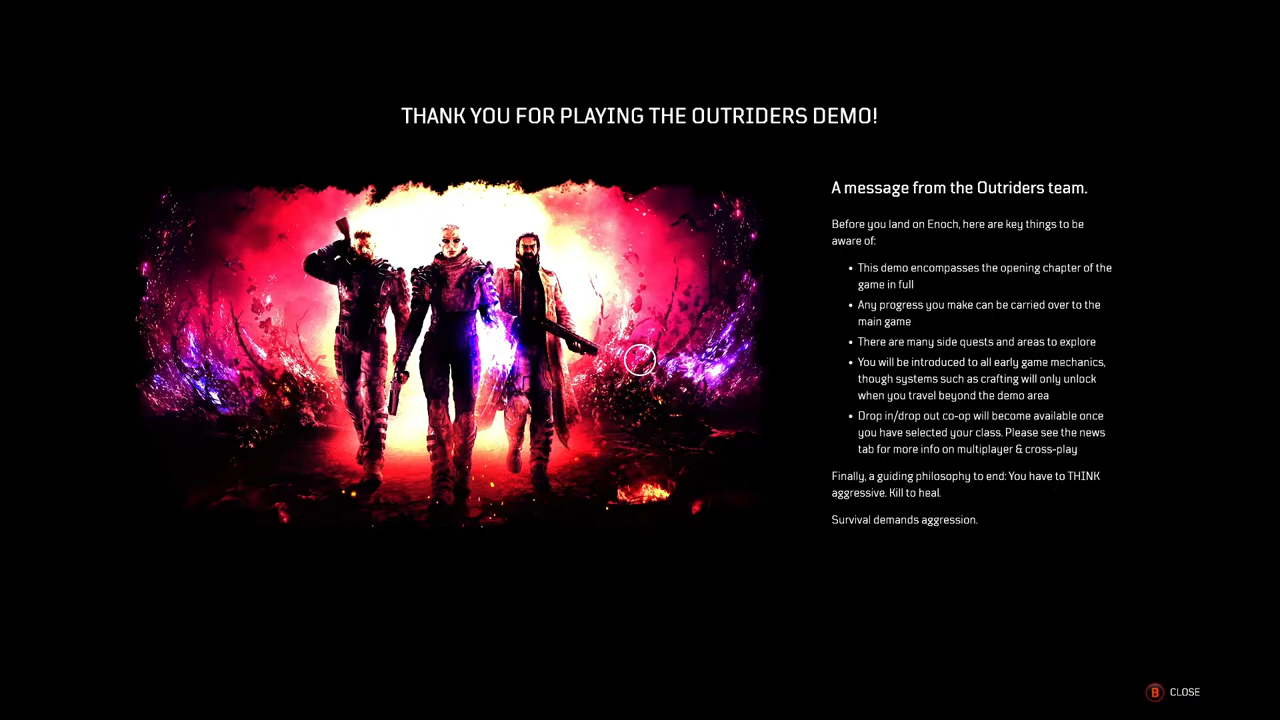 THANK YOU FOR PLAYING THE OUTRIDERS DEMO!
A message from the Outriders team.
Before you land on Enoch, here are key things to be
aware of:
• This demo encompasses the opening chapter of the
game in full
• Any progress you make can be carried over to the
main game
• There are many side quests and areas to explore
• You will be introduced to all early game mechanics,
though systems such as crafting will only unlock
when you travel beyond the demo area
• Drop in/drop out co-op will become available once
you have selected your class. Please see the news
tab for more info on multiplayer & cross-play
Finally, a guiding philosophy to end: You have to THINK
aggressive. Kill to heal.
Survival demands aggression.
B CLOSE